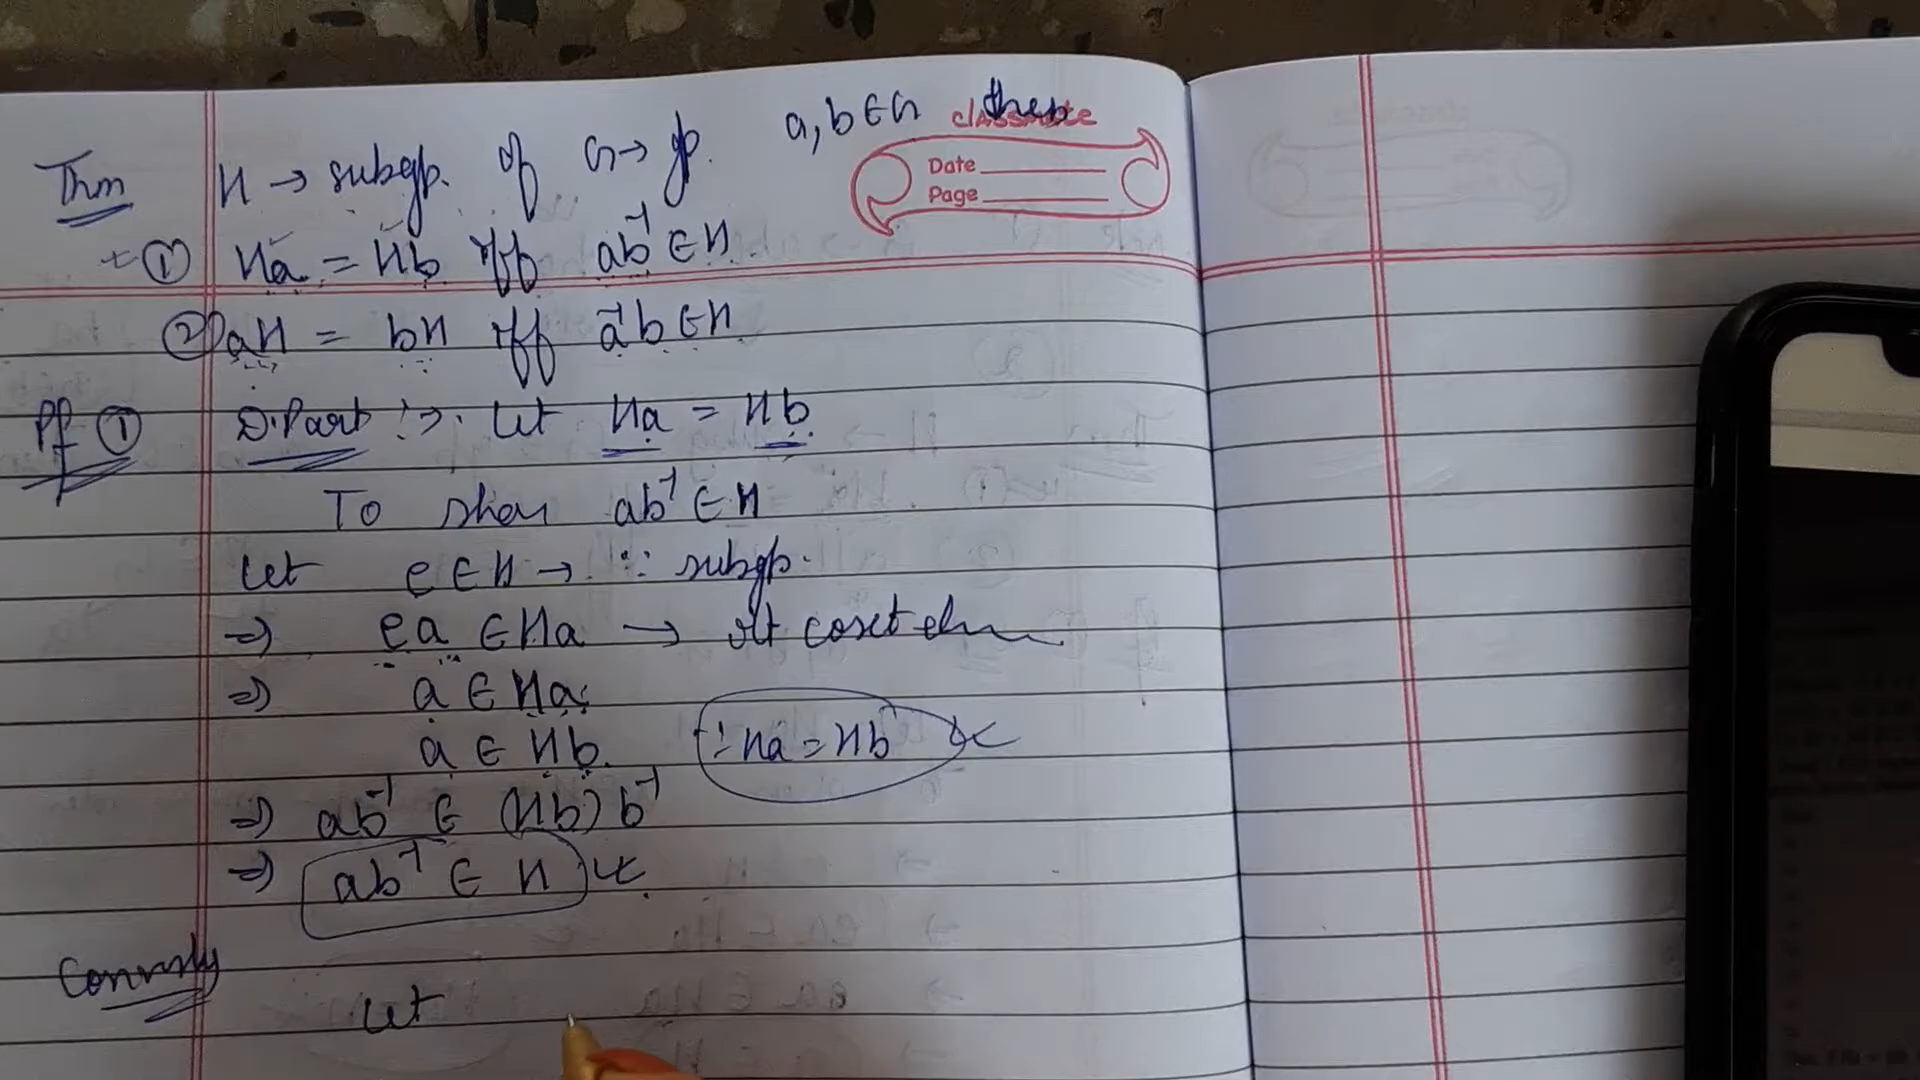 Thm H → subgp. of G → gp. a, b ∈ G then
classmate
Date
Page
① Ha = Hb iff ab⁻¹ ∈ H
② aH = bH iff a⁻¹b ∈ H
Pf ① D.Part :⇒. Let Ha = Hb
To show ab⁻¹ ∈ H
Let e ∈ H → ∵ subgp.
⇒ ea ∈ Ha → rt coset elem
⇒ a ∈ Ha
a ∈ Hb. ∵ Ha = Hb
⇒ ab⁻¹ ∈ (Hb) b⁻¹
⇒ ab⁻¹ ∈ H
Conversly
Let